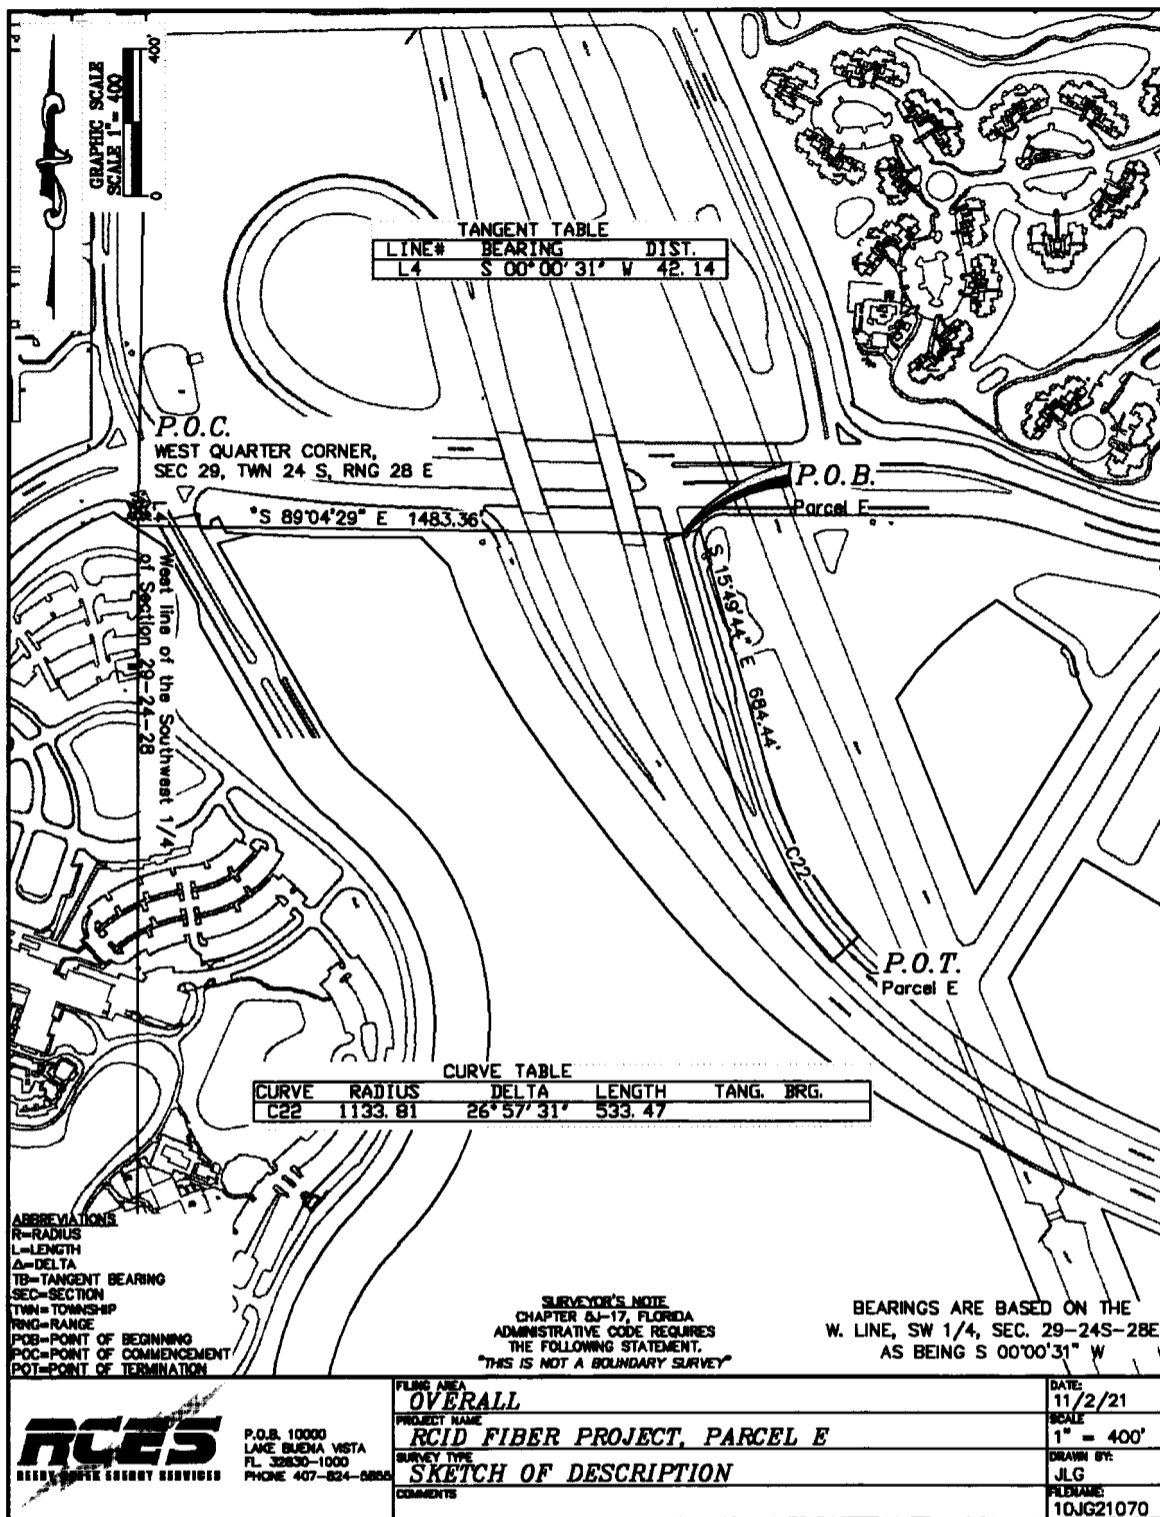 GRAPHIC SCALE
SCALE 1"= 400
0
400'
TANGENT TABLE
LINE# BEARING DIST.
L4 S 00°00'31" W 42.14
P.O.C.
WEST QUARTER CORNER,
SEC 29, TWN 24 S, RNG 28 E
P.O.B.
Parcel E
L4
"S 89°04'29" E 1483.36'
West line of the Southwest 1/4
of Section 29-24-28
S 15°49'44" E 684.44'
C22
P.O.T.
Parcel E
CURVE TABLE
CURVE RADIUS DELTA LENGTH TANG. BRG.
C22 1133.81 26°57'31" 533.47
ABBREVIATIONS
R=RADIUS
L=LENGTH
Δ=DELTA
TB=TANGENT BEARING
SEC=SECTION
TWN=TOWNSHIP
RNG=RANGE
POB=POINT OF BEGINNING
POC=POINT OF COMMENCEMENT
POT=POINT OF TERMINATION
SURVEYOR'S NOTE
CHAPTER 5J-17, FLORIDA
ADMINISTRATIVE CODE REQUIRES
THE FOLLOWING STATEMENT.
"THIS IS NOT A BOUNDARY SURVEY"
BEARINGS ARE BASED ON THE
W. LINE, SW 1/4, SEC. 29-24S-28E
AS BEING S 00°00'31" W
RCES
REEDY CREEK ENERGY SERVICES
P.O.B. 10000
LAKE BUENA VISTA
FL. 32830-1000
PHONE 407-824-
FILING AREA
OVERALL
PROJECT NAME
RCID FIBER PROJECT, PARCEL E
SURVEY TYPE
SKETCH OF DESCRIPTION
COMMENTS
DATE:
11/2/21
SCALE
1" = 400'
DRAWN BY:
JLG
FILENAME:
10JG21070